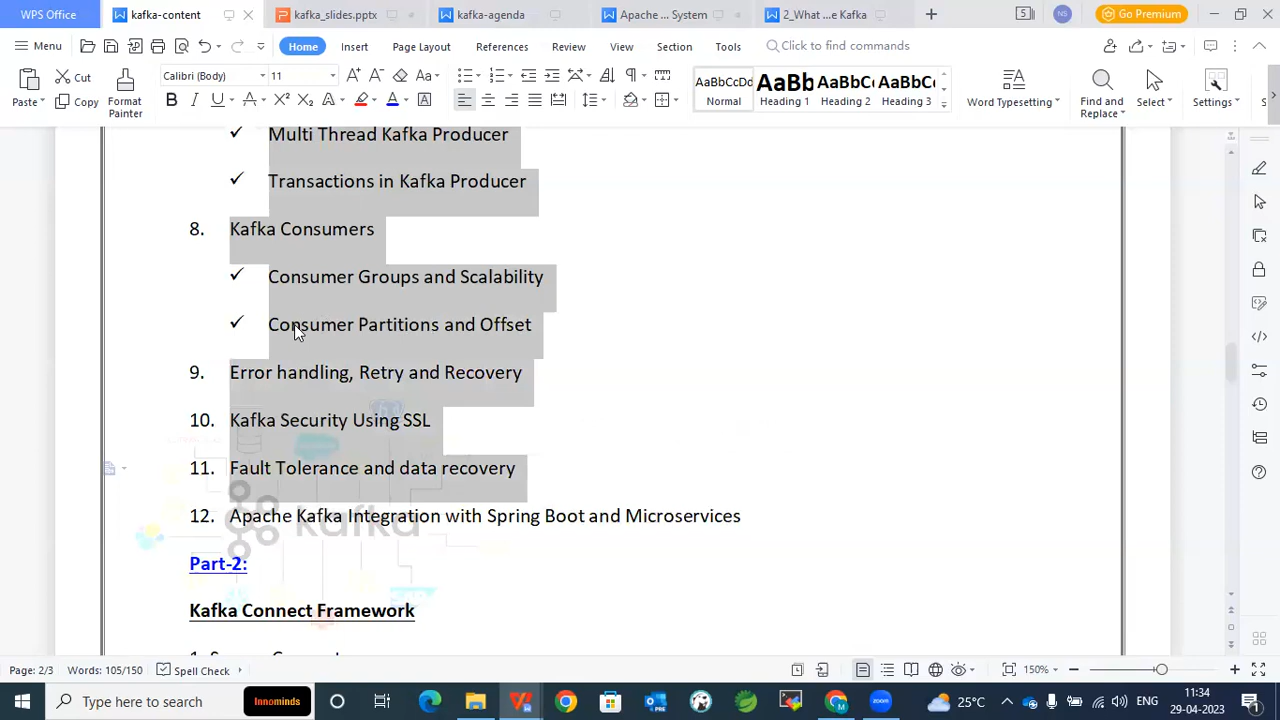 WPS Office kafka-content kafka_slides.pptx kafka-agenda Apache ... System 2_What ...e Kafka 5 NS Go Premium
Menu Home Insert Page Layout References Review View Section Tools Click to find commands
Paste Cut Copy Format Painter Calibri (Body) 11 AaBbCcDd Normal AaBb Heading 1 AaBbC Heading 2 AaBbC Heading 3 Word Typesetting Find and Replace Select Settings
✓ Multi Thread Kafka Producer
✓ Transactions in Kafka Producer
8. Kafka Consumers
✓ Consumer Groups and Scalability
✓ Consumer Partitions and Offset
9. Error handling, Retry and Recovery
10. Kafka Security Using SSL
11. Fault Tolerance and data recovery
12. Apache Kafka Integration with Spring Boot and Microservices
kafka
Part-2:
Kafka Connect Framework
Page: 2/3 Words: 105/150 Spell Check 150%
Type here to search Innominds 25°C ENG 11:34
29-04-2023